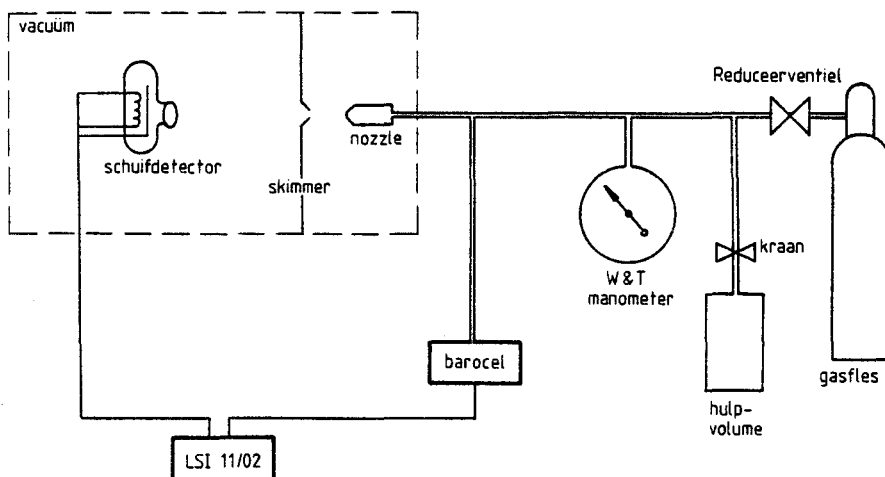 vacuüm
Reduceerventiel
schuifdetector
nozzle
skimmer
kraan
W & T
manometer
barocel
gasfles
hulp-
volume
LSI 11/02